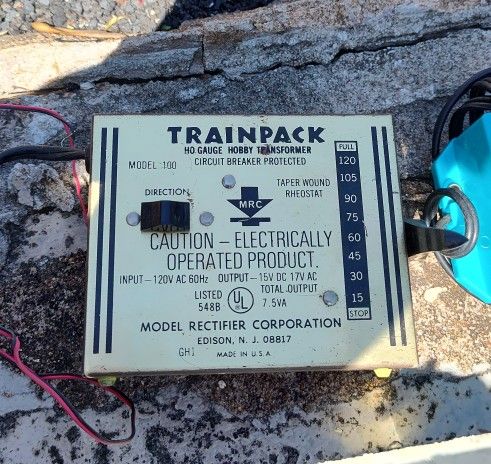 TRAINPACK
HO GAUGE HOBBY TRANSFORMER
MODEL 100
CIRCUIT BREAKER PROTECTED
DIRECTION
TAPER WOUND
RHEOSTAT
MRC
CAUTION – ELECTRICALLY
OPERATED PRODUCT.
INPUT – 120V AC 60Hz OUTPUT – 15V DC 17V AC
LISTED
548B
UL
TOTAL OUTPUT
7.5VA
MODEL RECTIFIER CORPORATION
EDISON, N. J. 08817
GH1
MADE IN U.S.A.
FULL
120
105
90
75
60
45
30
15
STOP